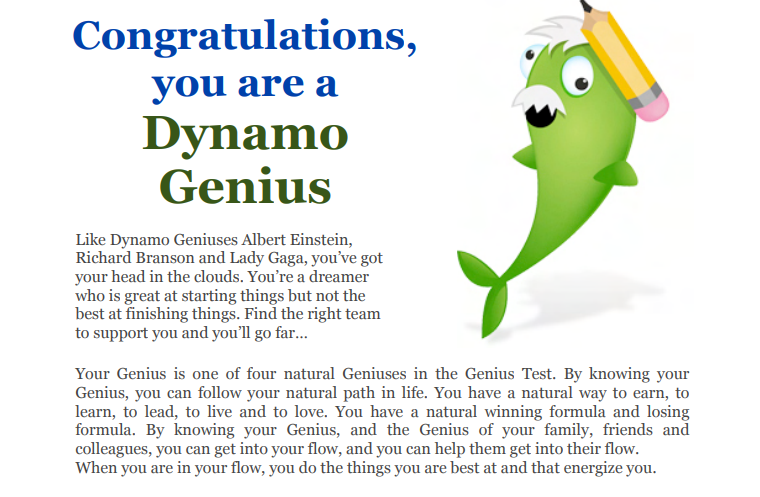 Congratulations,
you are a
Dynamo
Genius
Like Dynamo Geniuses Albert Einstein,
Richard Branson and Lady Gaga, you've got
your head in the clouds. You're a dreamer
who is great at starting things but not the
best at finishing things. Find the right team
to support you and you'll go far...
Your Genius is one of four natural Geniuses in the Genius Test. By knowing your
Genius, you can follow your natural path in life. You have a natural way to earn, to
learn, to lead, to live and to love. You have a natural winning formula and losing
formula. By knowing your Genius, and the Genius of your family, friends and
colleagues, you can get into your flow, and you can help them get into their flow.
When you are in your flow, you do the things you are best at and that energize you.